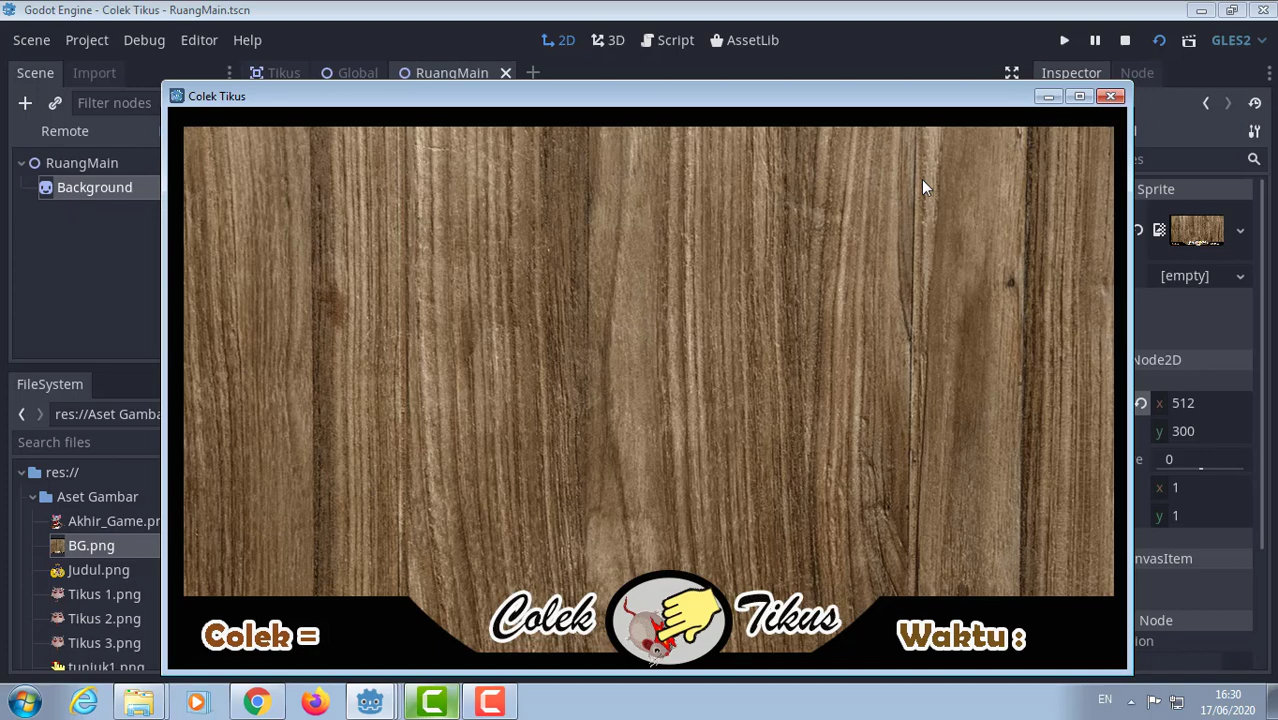 Godot Engine - Colek Tikus - RuangMain.tscn
Scene Project Debug Editor Help
2D 3D Script AssetLib
GLES2
Scene Import
Tikus Global RuangMain
Inspector Node
Filter nodes
Colek Tikus
Remote
RuangMain
Background
Sprite
[empty]
Node2D
x 512
y 300
0
x 1
y 1
FileSystem
res://Aset Gamba
Search files
res://
Aset Gambar
Akhir_Game.pr
BG.png
Judul.png
Tikus 1.png
Tikus 2.png
Tikus 3.png
tunjuk1.png
Node
Colek =
Colek Tikus
Waktu :
EN
16:30
17/06/2020